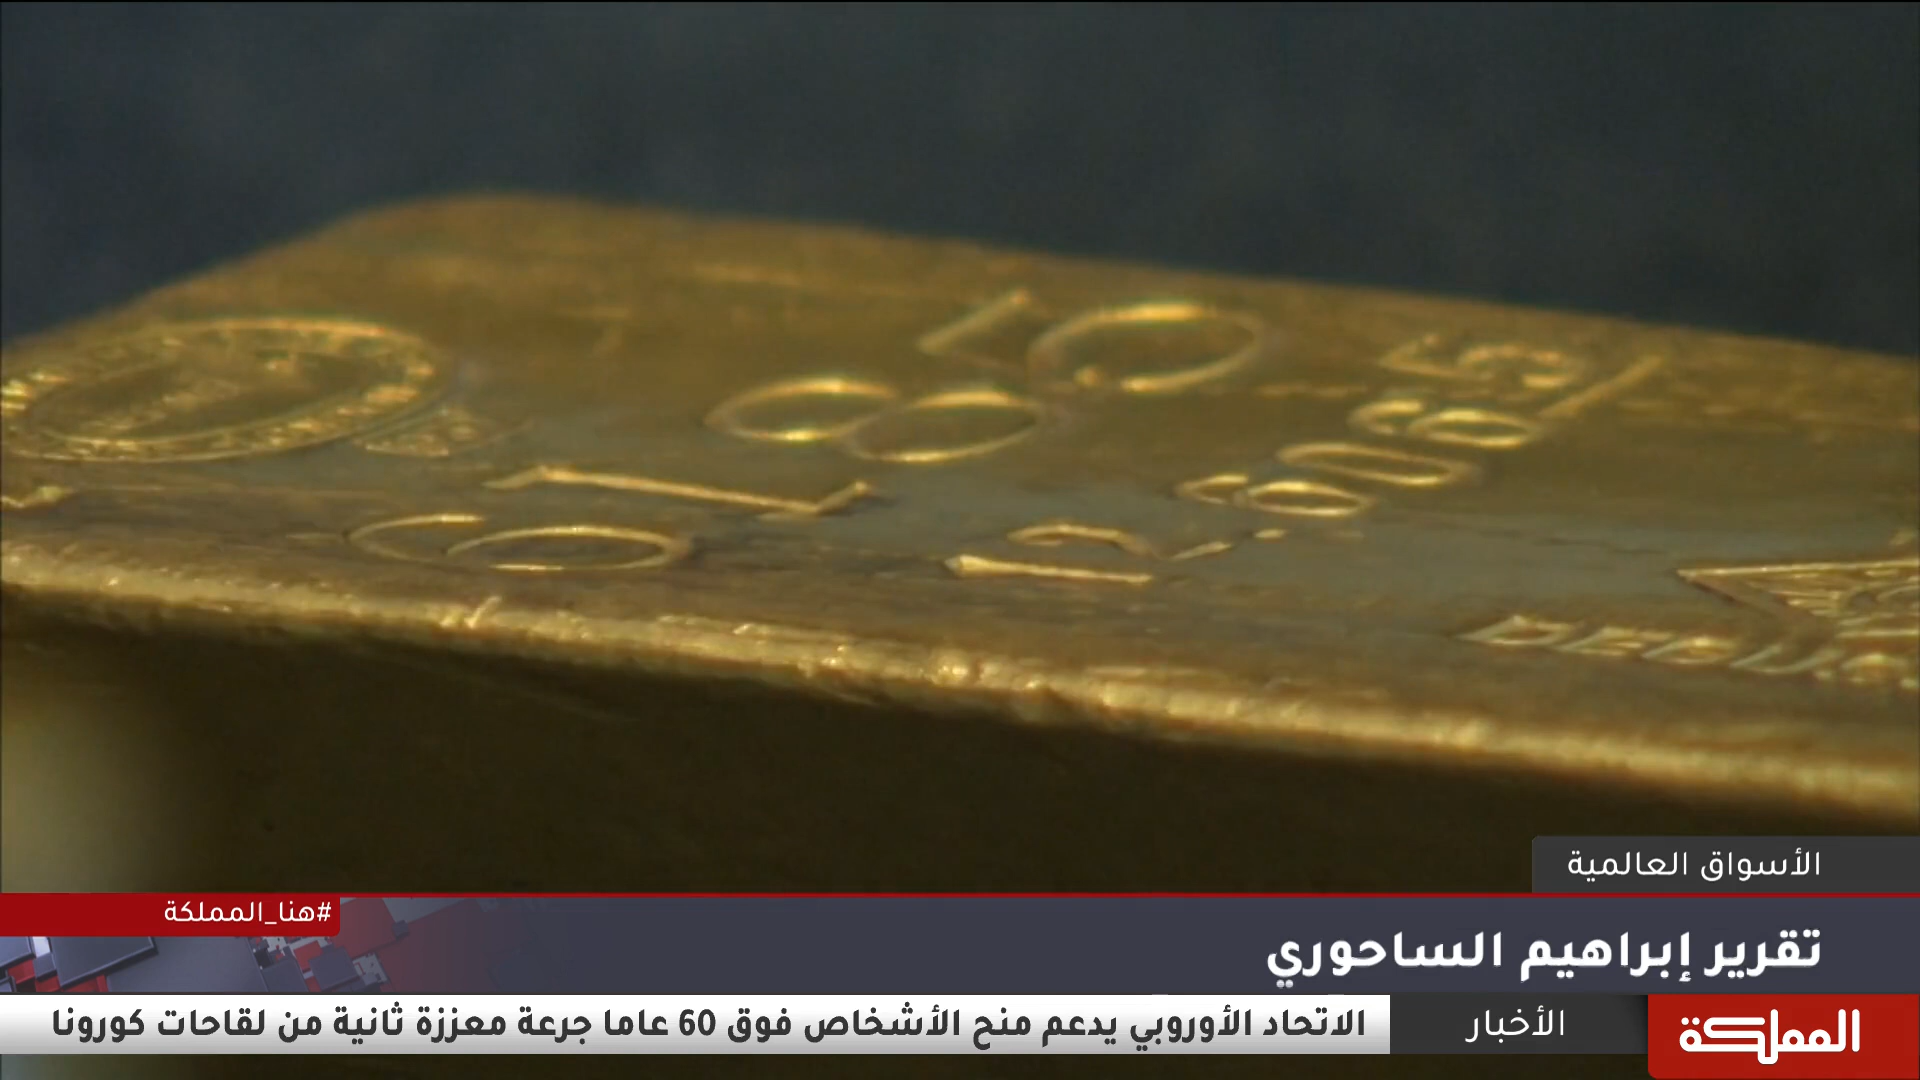 الأسواق العالمية
#هنا_المملكة
تقرير إبراهيم الساحوري
المملكة
الأخبار
الاتحاد الأوروبي يدعم منح الأشخاص فوق 60 عاما جرعة معززة ثانية من لقاحات كورونا